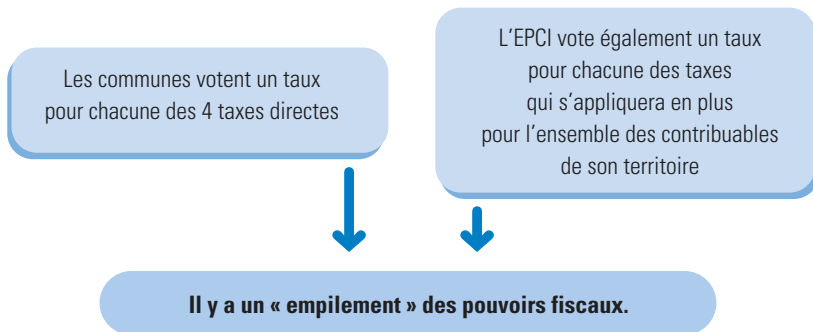 Les communes votent un taux
pour chacune des 4 taxes directes
L’EPCI vote également un taux
pour chacune des taxes
qui s’appliquera en plus
pour l’ensemble des contribuables
de son territoire
Il y a un « empilement » des pouvoirs fiscaux.